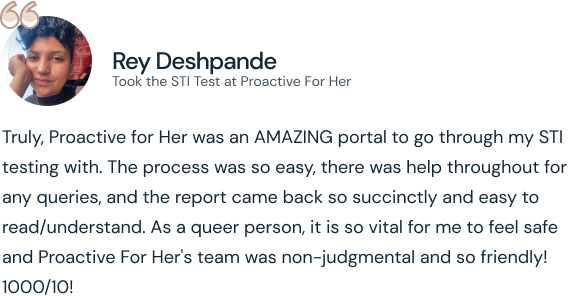 Rey Deshpande
Took the STI Test at Proactive For Her
Truly, Proactive for Her was an AMAZING portal to go through my STI
testing with. The process was so easy, there was help throughout for
any queries, and the report came back so succinctly and easy to
read/understand. As a queer person, it is so vital for me to feel safe
and Proactive For Her's team was non-judgmental and so friendly!
1000/10!